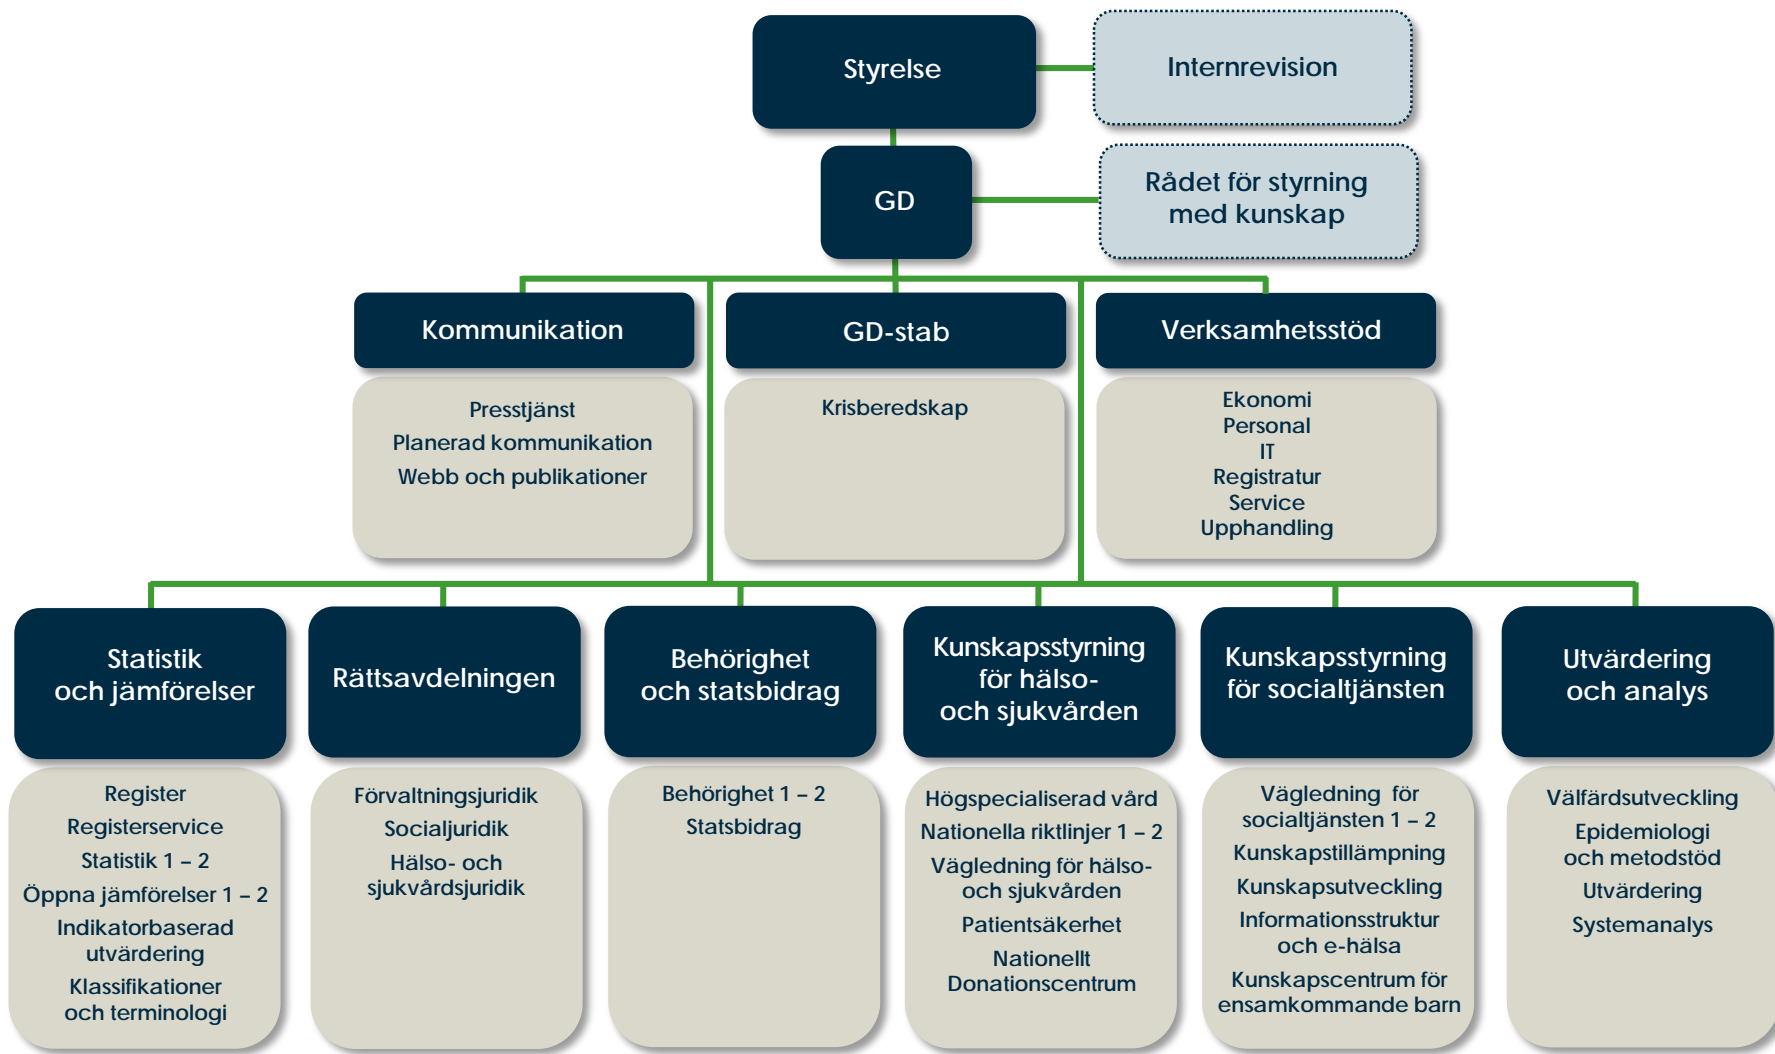 Styrelse
Internrevision
GD
Rådet för styrning
med kunskap
Kommunikation
Presstjänst
Planerad kommunikation
Webb och publikationer
GD-stab
Krisberedskap
Verksamhetsstöd
Ekonomi
Personal
IT
Registratur
Service
Upphandling
Statistik
och jämförelser
Register
Registerservice
Statistik 1 – 2
Öppna jämförelser 1 – 2
Indikatorbaserad
utvärdering
Klassifikationer
och terminologi
Rättsavdelningen
Förvaltningsjuridik
Socialjuridik
Hälso- och
sjukvårdsjuridik
Behörighet
och statsbidrag
Behörighet 1 – 2
Statsbidrag
Kunskapsstyrning
för hälso-
och sjukvården
Högspecialiserad vård
Nationella riktlinjer 1 – 2
Vägledning för hälso-
och sjukvården
Patientsäkerhet
Nationellt
Donationscentrum
Kunskapsstyrning
för socialtjänsten
Vägledning för
socialtjänsten 1 – 2
Kunskapstillämpning
Kunskapsutveckling
Informationsstruktur
och e-hälsa
Kunskapscentrum för
ensamkommande barn
Utvärdering
och analys
Välfärdsutveckling
Epidemiologi
och metodstöd
Utvärdering
Systemanalys